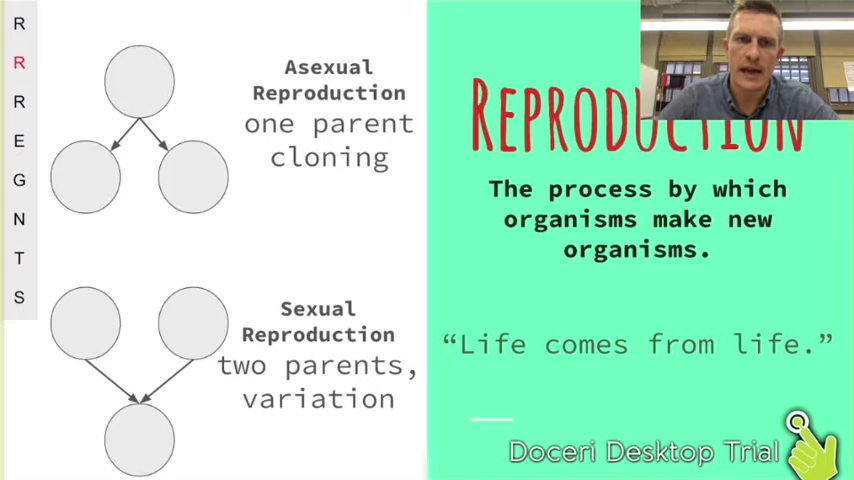 R
R
R
E
G
N
T
S
Asexual
Reproduction
one parent
cloning
Sexual
Reproduction
two parents,
variation
REPRODUCTION
The process by which
organisms make new
organisms.
“Life comes from life.”
Doceri Desktop Trial